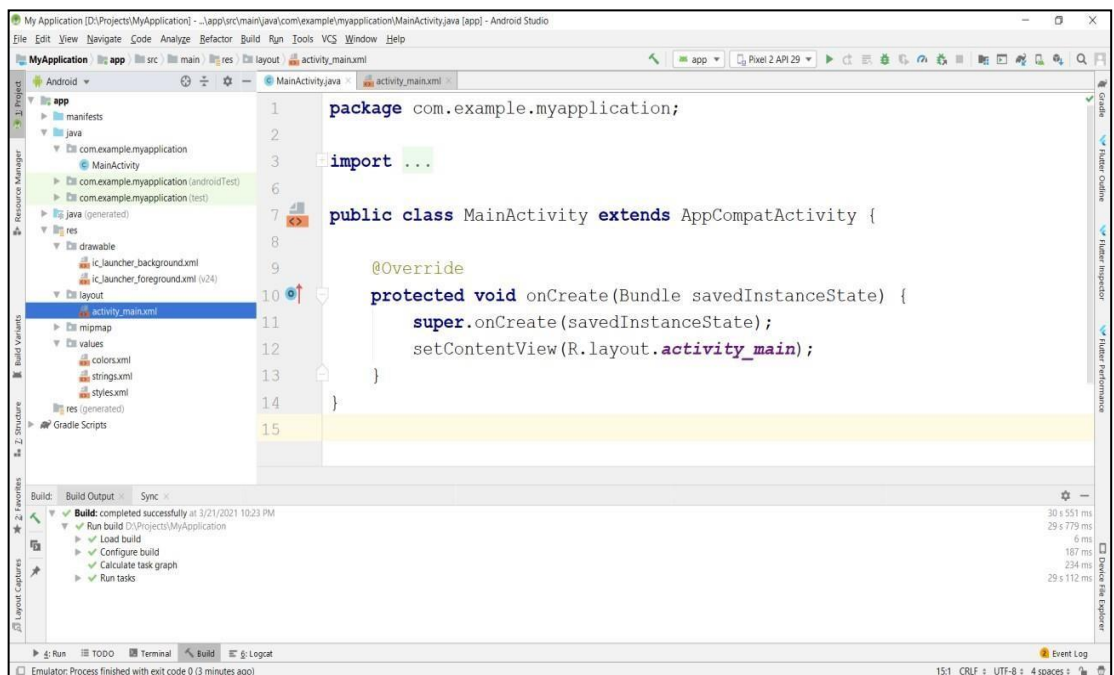 My Application [D:\Projects\MyApplication] - ...\app\src\main\java\com\example\myapplication\MainActivity.java [app] - Android Studio
File Edit View Navigate Code Analyze Refactor Build Run Tools VCS Window Help
MyApplication app src main res layout activity_main.xml
app Pixel 2 API 29
Android
MainActivity.java activity_main.xml
1: Project
Resource Manager
Build Variants
Z: Structure
2: Favorites
Layout Captures
app
manifests
java
com.example.myapplication
MainActivity
com.example.myapplication (androidTest)
com.example.myapplication (test)
java (generated)
res
drawable
ic_launcher_background.xml
ic_launcher_foreground.xml (v24)
layout
activity_main.xml
mipmap
values
colors.xml
strings.xml
styles.xml
res (generated)
Gradle Scripts
1 package com.example.myapplication;
2
3 import ...
6
7 public class MainActivity extends AppCompatActivity {
8
9 @Override
10 protected void onCreate(Bundle savedInstanceState) {
11 super.onCreate(savedInstanceState);
12 setContentView(R.layout.activity_main);
13 }
14 }
15
Gradle
Flutter Outline
Flutter Inspector
Flutter Performance
Device File Explorer
Build: Build Output Sync
Build: completed successfully at 3/21/2021 10:23 PM 30 s 551 ms
Run build D:\Projects\MyApplication 29 s 779 ms
Load build 6 ms
Configure build 187 ms
Calculate task graph 234 ms
Run tasks 29 s 112 ms
4: Run TODO Terminal Build 6: Logcat 2 Event Log
Emulator: Process finished with exit code 0 (3 minutes ago) 15:1 CRLF UTF-8 4 spaces